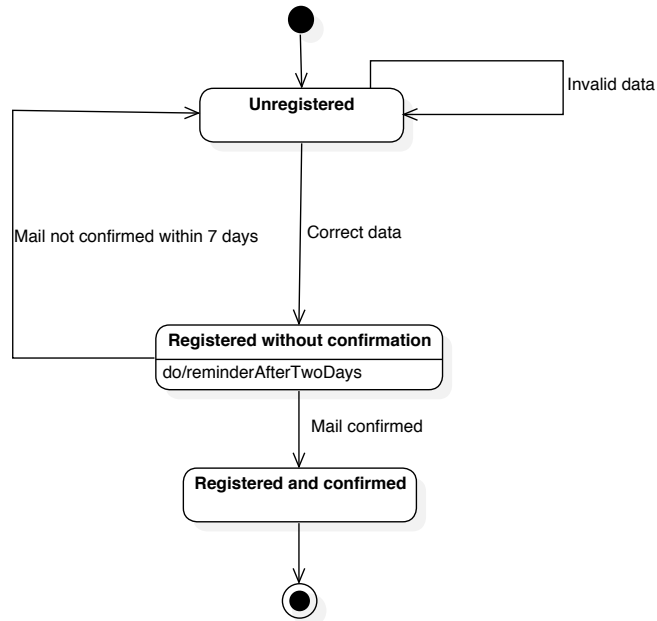 Unregistered
Invalid data
Mail not confirmed within 7 days
Correct data
Registered without confirmation
do/reminderAfterTwoDays
Mail confirmed
Registered and confirmed